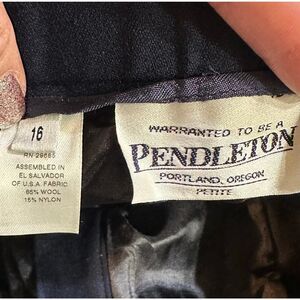 16
RN 29685
ASSEMBLED IN
EL SALVADOR
OF U.S.A. FABRIC
85% WOOL
15% NYLON
WARRANTED TO BE A
PENDLETON
PORTLAND, OREGON
PETITE